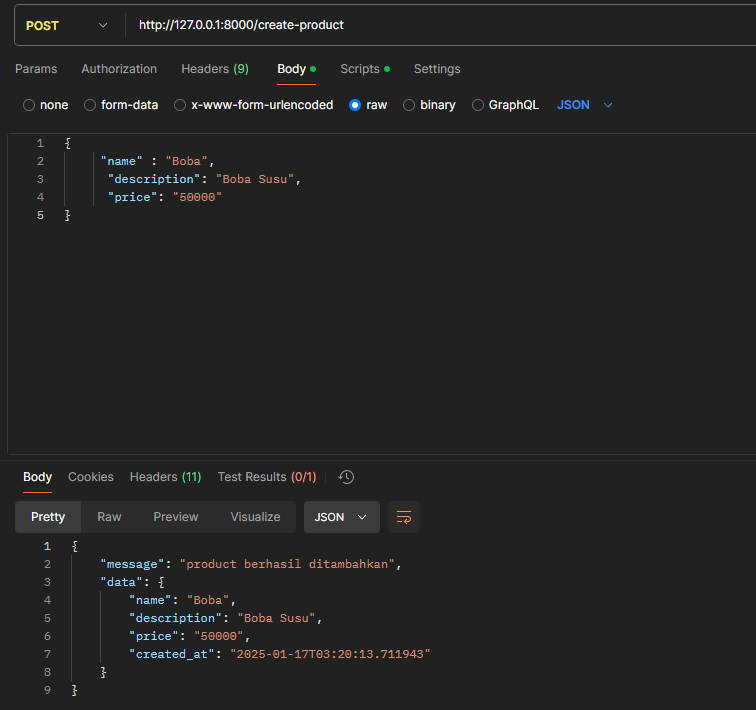 POST http://127.0.0.1:8000/create-product
Params Authorization Headers (9) Body Scripts Settings
none form-data x-www-form-urlencoded raw binary GraphQL JSON
1 {
2 "name" : "Boba",
3 "description": "Boba Susu",
4 "price": "50000"
5 }
Body Cookies Headers (11) Test Results (0/1)
Pretty Raw Preview Visualize JSON
1 {
2 "message": "product berhasil ditambahkan",
3 "data": {
4 "name": "Boba",
5 "description": "Boba Susu",
6 "price": "50000",
7 "created_at": "2025-01-17T03:20:13.711943"
8 }
9 }